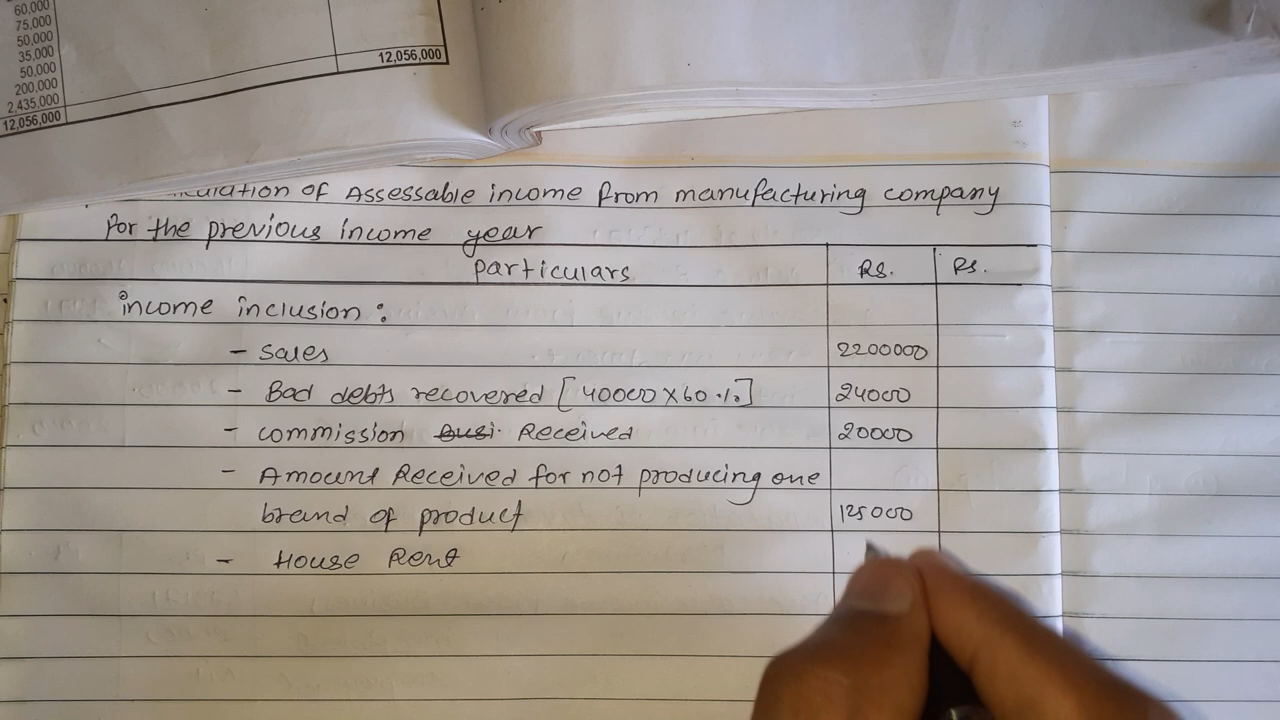 60,000
75,000
50,000
35,000
50,000
200,000
2,435,000
12,056,000
12,056,000
of Assessable income from manufacturing company
For the previous income year
particulars Rs. Rs.
income inclusion :
- sales 2200000
- Bad debts recovered [40000 X 60 %] 24000
- commission Received 20000
- Amount Received for not producing one
brand of product 125000
- House Rent